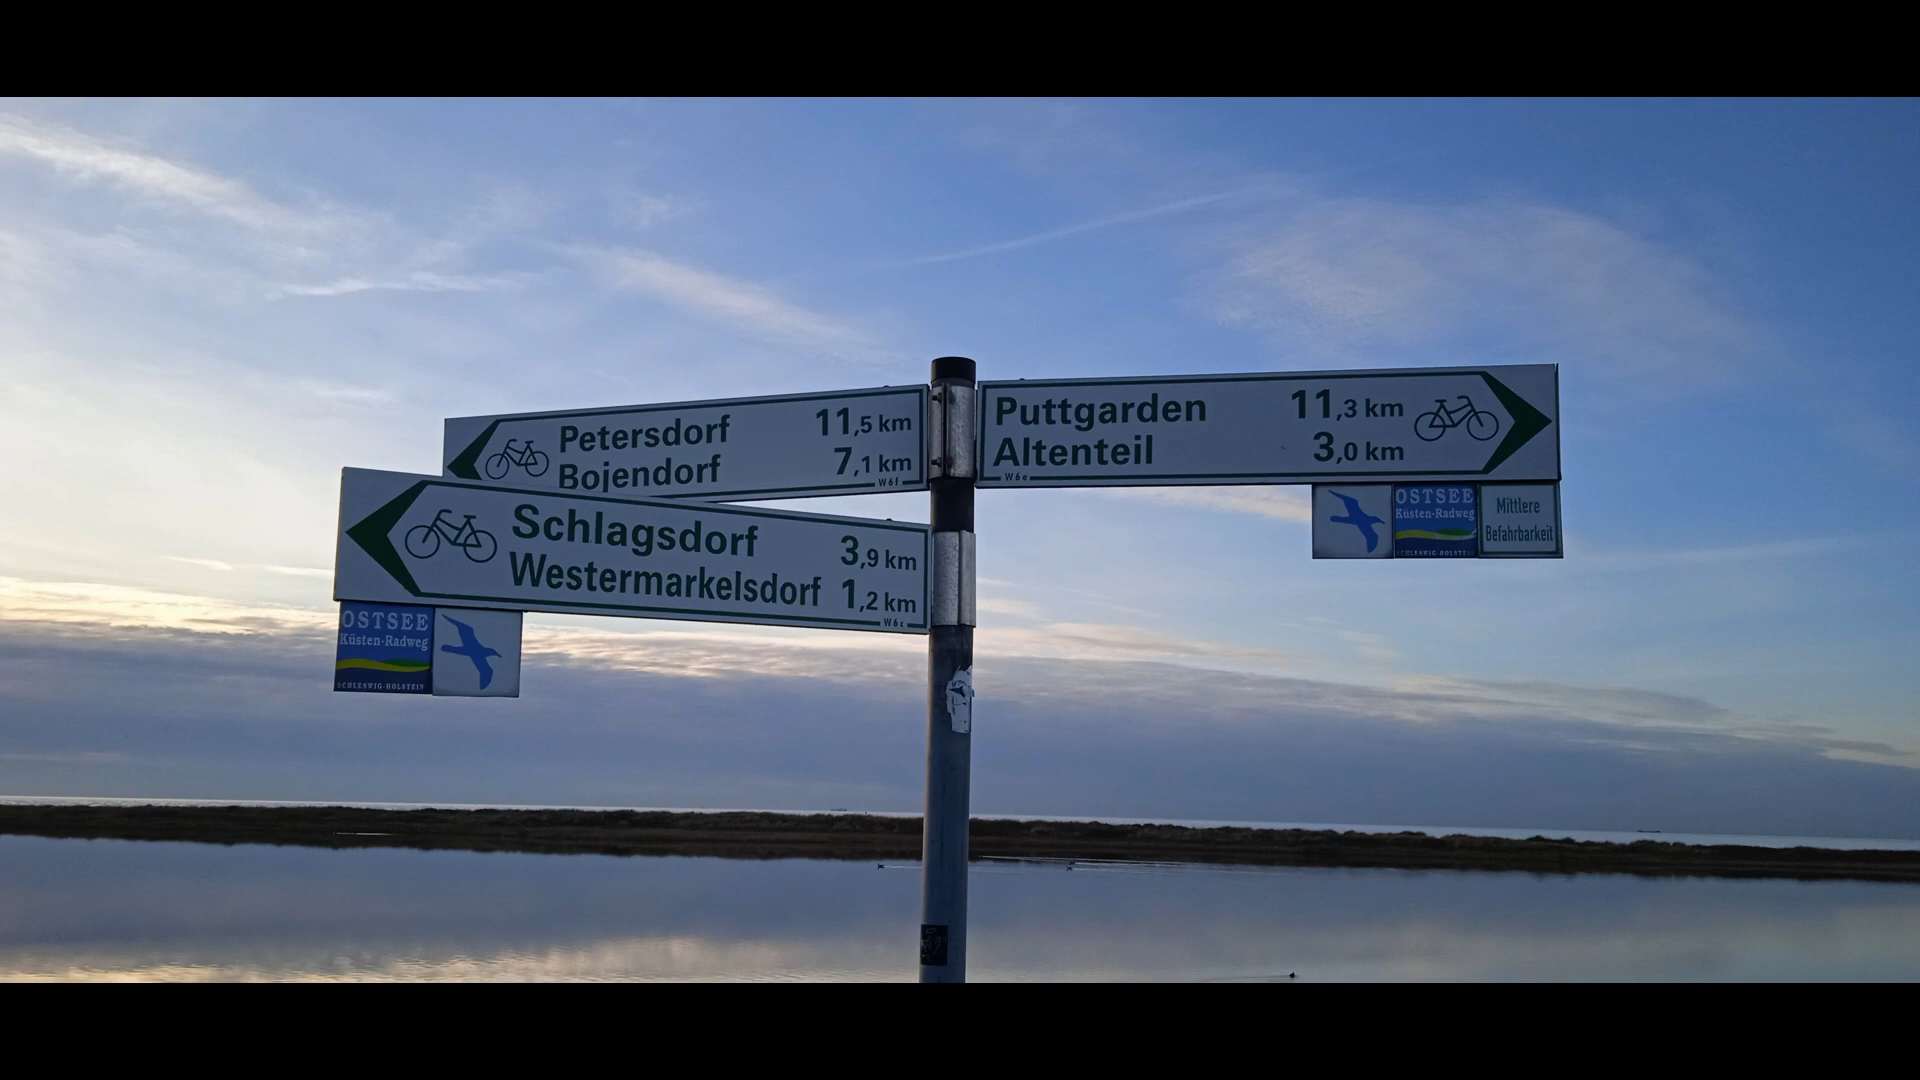 Petersdorf 11,5 km
Bojendorf 7,1 km
W6f
Puttgarden 11,3 km
Altenteil 3,0 km
W6e
OSTSEE
Küsten-Radweg
SCHLESWIG-HOLSTEIN
Mittlere
Befahrbarkeit
Schlagsdorf 3,9 km
Westermarkelsdorf 1,2 km
W6c
OSTSEE
Küsten-Radweg
SCHLESWIG-HOLSTEIN